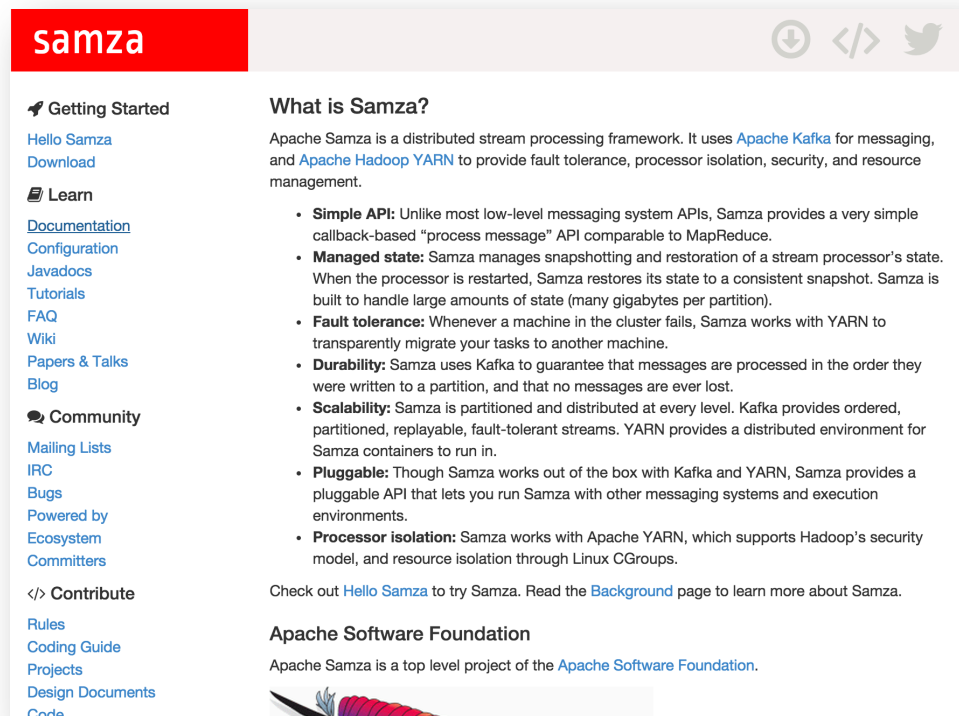 samza
Getting Started
Hello Samza
Download
Learn
Documentation
Configuration
Javadocs
Tutorials
FAQ
Wiki
Papers & Talks
Blog
Community
Mailing Lists
IRC
Bugs
Powered by
Ecosystem
Committers
</> Contribute
Rules
Coding Guide
Projects
Design Documents
Code
What is Samza?
Apache Samza is a distributed stream processing framework. It uses Apache Kafka for messaging,
and Apache Hadoop YARN to provide fault tolerance, processor isolation, security, and resource
management.
• Simple API: Unlike most low-level messaging system APIs, Samza provides a very simple
callback-based “process message” API comparable to MapReduce.
• Managed state: Samza manages snapshotting and restoration of a stream processor’s state.
When the processor is restarted, Samza restores its state to a consistent snapshot. Samza is
built to handle large amounts of state (many gigabytes per partition).
• Fault tolerance: Whenever a machine in the cluster fails, Samza works with YARN to
transparently migrate your tasks to another machine.
• Durability: Samza uses Kafka to guarantee that messages are processed in the order they
were written to a partition, and that no messages are ever lost.
• Scalability: Samza is partitioned and distributed at every level. Kafka provides ordered,
partitioned, replayable, fault-tolerant streams. YARN provides a distributed environment for
Samza containers to run in.
• Pluggable: Though Samza works out of the box with Kafka and YARN, Samza provides a
pluggable API that lets you run Samza with other messaging systems and execution
environments.
• Processor isolation: Samza works with Apache YARN, which supports Hadoop’s security
model, and resource isolation through Linux CGroups.
Check out Hello Samza to try Samza. Read the Background page to learn more about Samza.
Apache Software Foundation
Apache Samza is a top level project of the Apache Software Foundation.